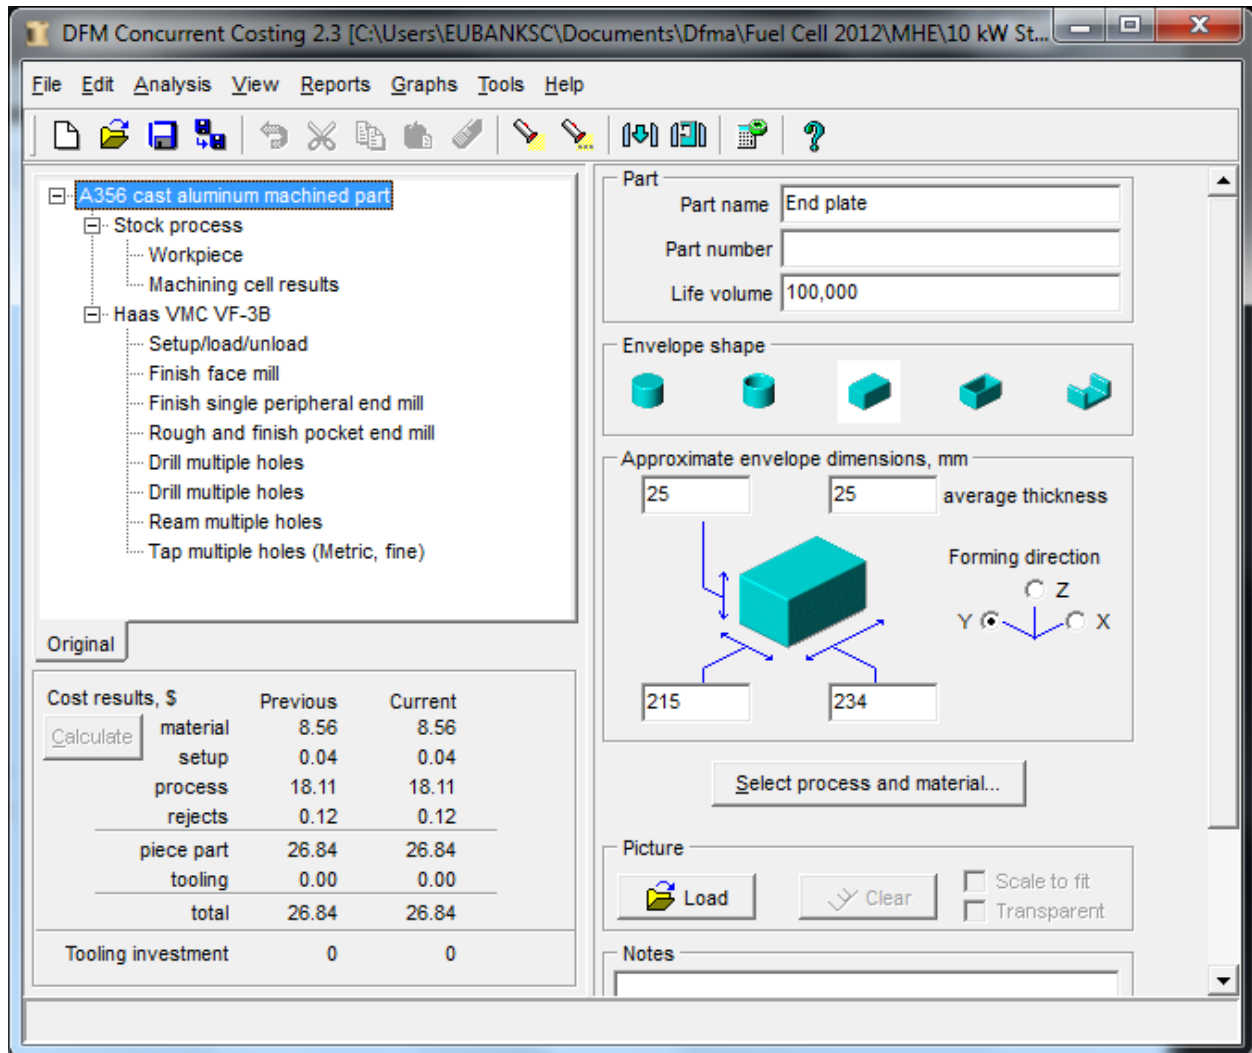 DFM Concurrent Costing 2.3 [C:\Users\EUBANKSC\Documents\Dfma\Fuel Cell 2012\MHE\10 kW St...
File Edit Analysis View Reports Graphs Tools Help
A356 cast aluminum machined part
Stock process
Workpiece
Machining cell results
Haas VMC VF-3B
Setup/load/unload
Finish face mill
Finish single peripheral end mill
Rough and finish pocket end mill
Drill multiple holes
Drill multiple holes
Ream multiple holes
Tap multiple holes (Metric, fine)
Original
Cost results, $ Previous Current
Calculate
material 8.56 8.56
setup 0.04 0.04
process 18.11 18.11
rejects 0.12 0.12
piece part 26.84 26.84
tooling 0.00 0.00
total 26.84 26.84
Tooling investment 0 0
Part
Part name End plate
Part number
Life volume 100,000
Envelope shape
Approximate envelope dimensions, mm
25 25 average thickness
Forming direction
Z
Y X
215 234
Select process and material...
Picture
Load Clear Scale to fit
Transparent
Notes